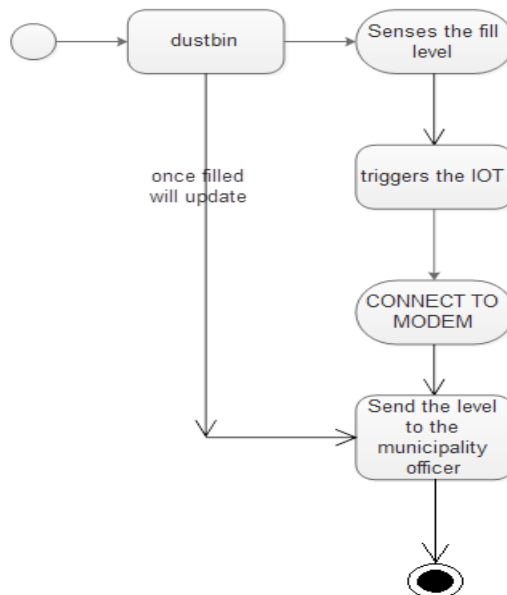 dustbin
Senses the fill
level
once filled
will update
triggers the IOT
CONNECT TO
MODEM
Send the level
to the
municipality
officer